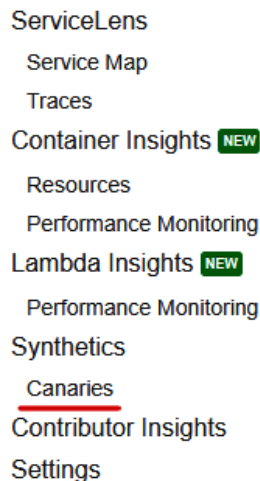 ServiceLens
Service Map
Traces
Container Insights NEW
Resources
Performance Monitoring
Lambda Insights NEW
Performance Monitoring
Synthetics
Canaries
Contributor Insights
Settings